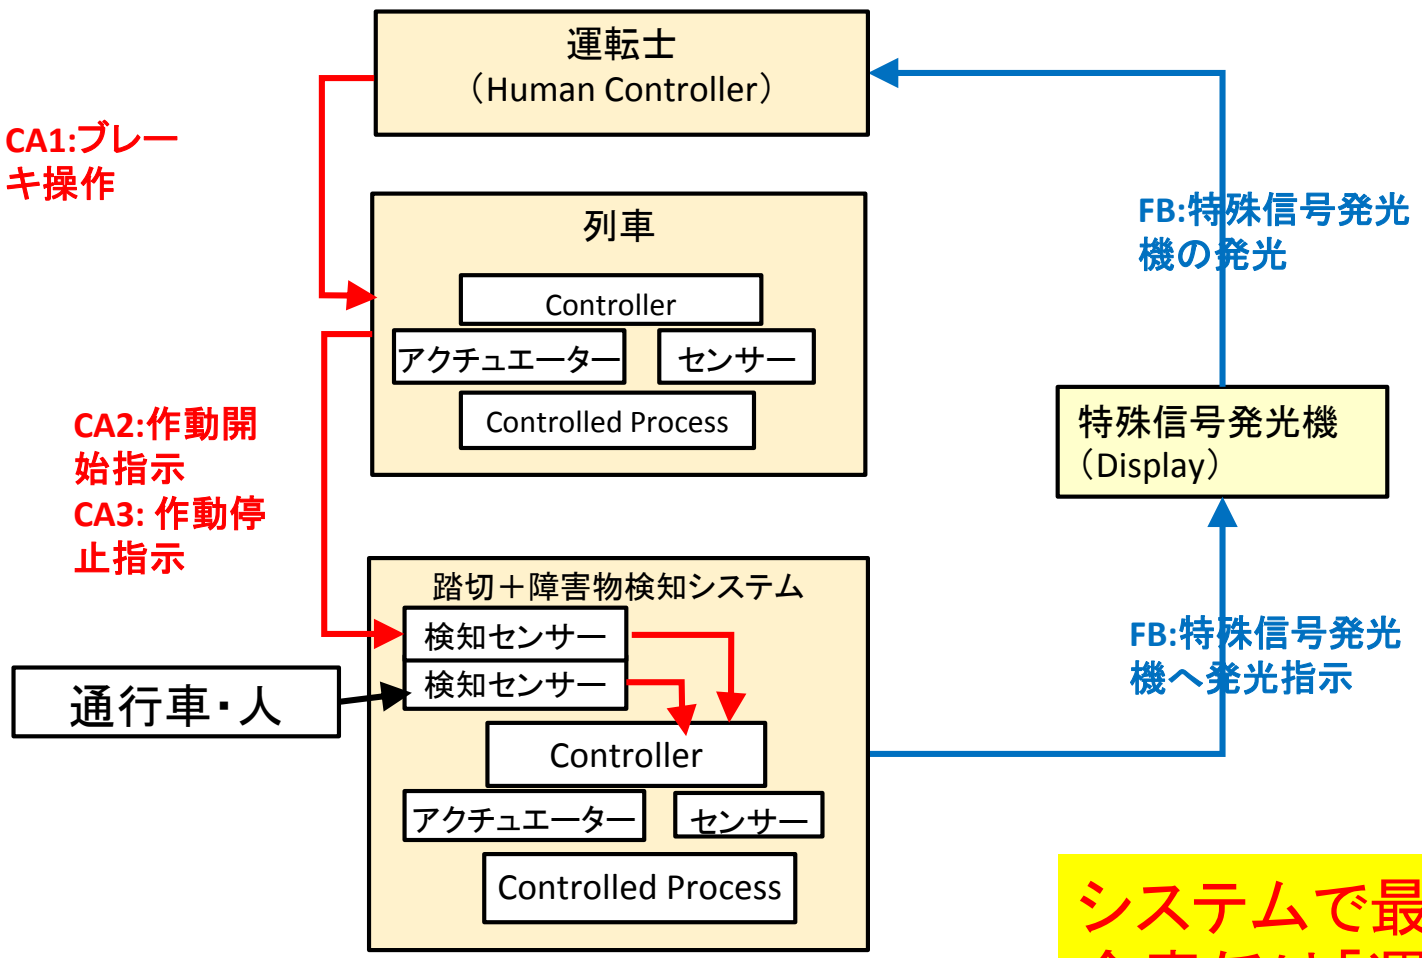 運転士
（Human Controller）
CA1:ブレー
キ操作
列車
Controller
アクチュエーター
センサー
Controlled Process
FB:特殊信号発光
機の発光
特殊信号発光機
（Display）
CA2:作動開
始指示
CA3: 作動停
止指示
踏切＋障害物検知システム
検知センサー
検知センサー
通行車・人
Controller
アクチュエーター
センサー
Controlled Process
FB:特殊信号発光
機へ発光指示
システムで最